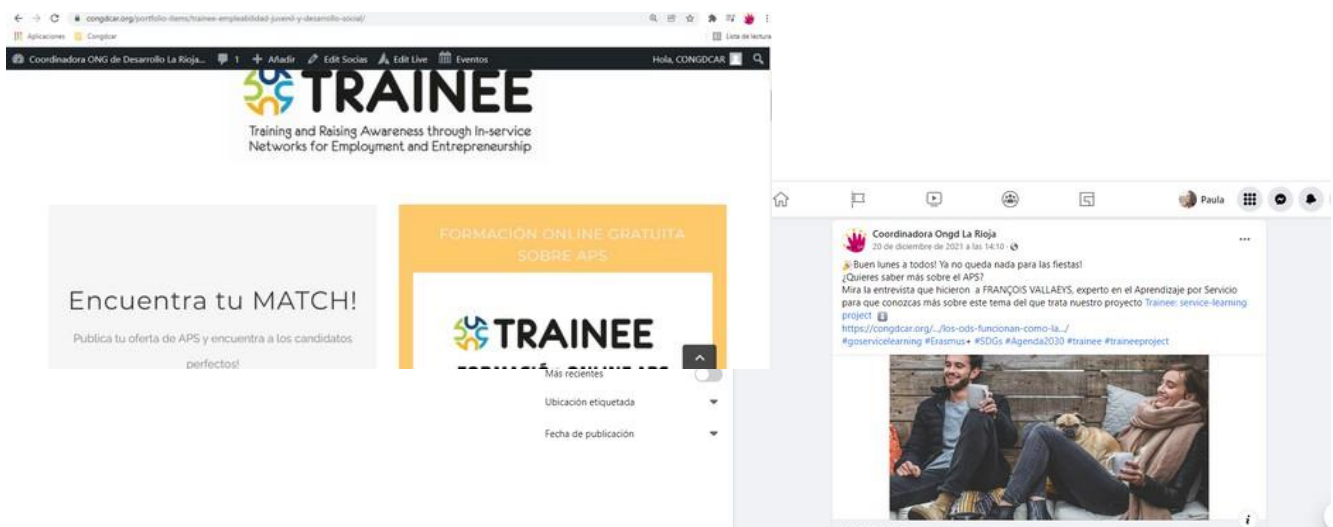 congdcar.org/portfolio-items/trainee-empleabilidad-juvenil-y-desarrollo-social/
Aplicaciones Congdcar
Lista de lectura
Coordinadora ONG de Desarrollo La Rioja... 1 + Añadir Edit Socias Edit Live Eventos
Hola, CONGDCAR
TRAINEE
Training and Raising Awareness through In-service
Networks for Employment and Entrepreneurship
Encuentra tu MATCH!
Publica tu oferta de APS y encuentra a los candidatos
perfectos!
FORMACIÓN ONLINE GRATUITA
SOBRE APS
TRAINEE
Más recientes
Ubicación etiquetada
Fecha de publicación
Paula
Coordinadora Ongd La Rioja
20 de diciembre de 2021 a las 14:10
Buen lunes a todos! Ya no queda nada para las fiestas!
¿Quieres saber más sobre el APS?
Mira la entrevista que hicieron a FRANÇOIS VALLAEYS, experto en el Aprendizaje por Servicio
para que conozcas más sobre este tema del que trata nuestro proyecto Trainee: service-learning
project
https://congdcar.org/.../los-ods-funcionan-como-la.../
#goservicelearning #Erasmus+ #SDGs #Agenda2030 #trainee #traineeproject